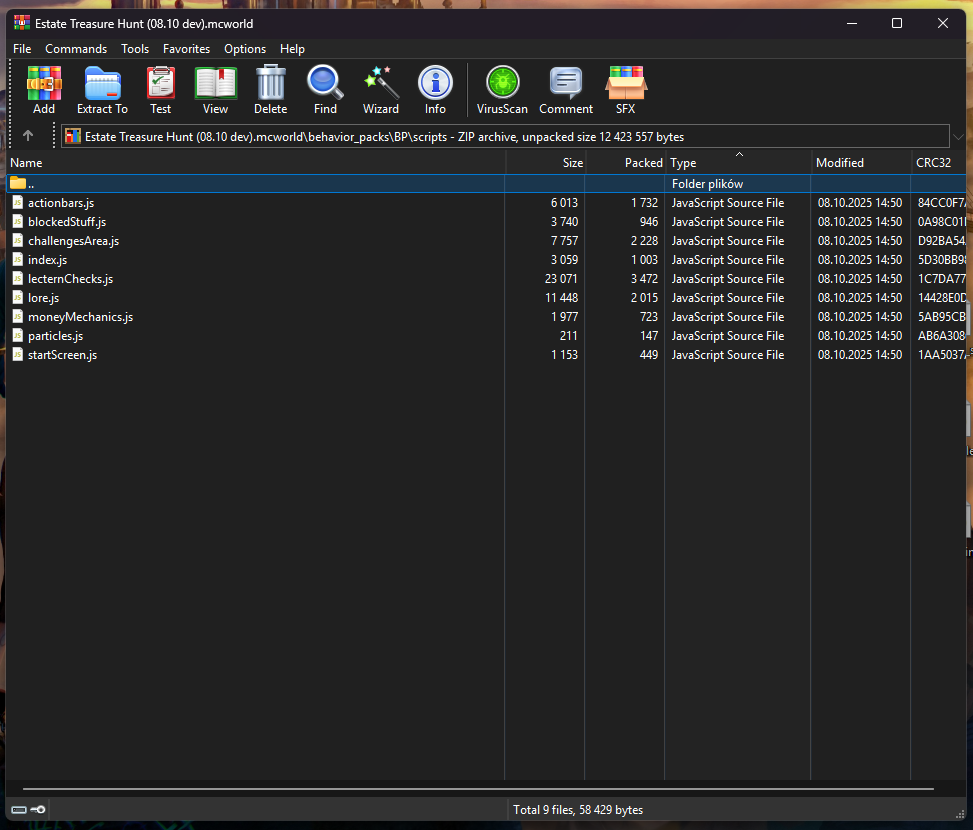 Estate Treasure Hunt (08.10 dev).mcworld
File Commands Tools Favorites Options Help
Add Extract To Test View Delete Find Wizard Info VirusScan Comment SFX
Estate Treasure Hunt (08.10 dev).mcworld\behavior_packs\BP\scripts - ZIP archive, unpacked size 12 423 557 bytes
Name Size Packed Type Modified CRC32
.. Folder plików
actionbars.js 6 013 1 732 JavaScript Source File 08.10.2025 14:50 84CC0F7
blockedStuff.js 3 740 946 JavaScript Source File 08.10.2025 14:50 0A98C01
challengesArea.js 7 757 2 228 JavaScript Source File 08.10.2025 14:50 D92BA54
index.js 3 059 1 003 JavaScript Source File 08.10.2025 14:50 5D30BB9
lecternChecks.js 23 071 3 472 JavaScript Source File 08.10.2025 14:50 1C7DA77
lore.js 11 448 2 015 JavaScript Source File 08.10.2025 14:50 14428E0D
moneyMechanics.js 1 977 723 JavaScript Source File 08.10.2025 14:50 5AB95CB
particles.js 211 147 JavaScript Source File 08.10.2025 14:50 AB6A308
startScreen.js 1 153 449 JavaScript Source File 08.10.2025 14:50 1AA5037
Total 9 files, 58 429 bytes